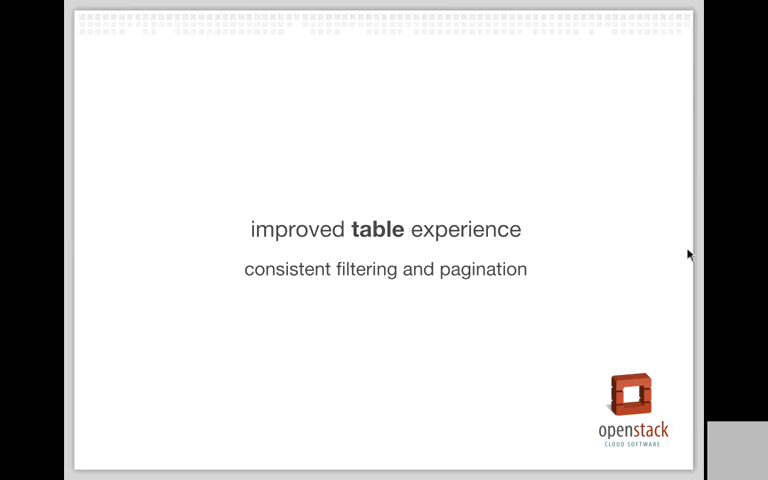 improved table experience
consistent filtering and pagination
openstack
CLOUD SOFTWARE